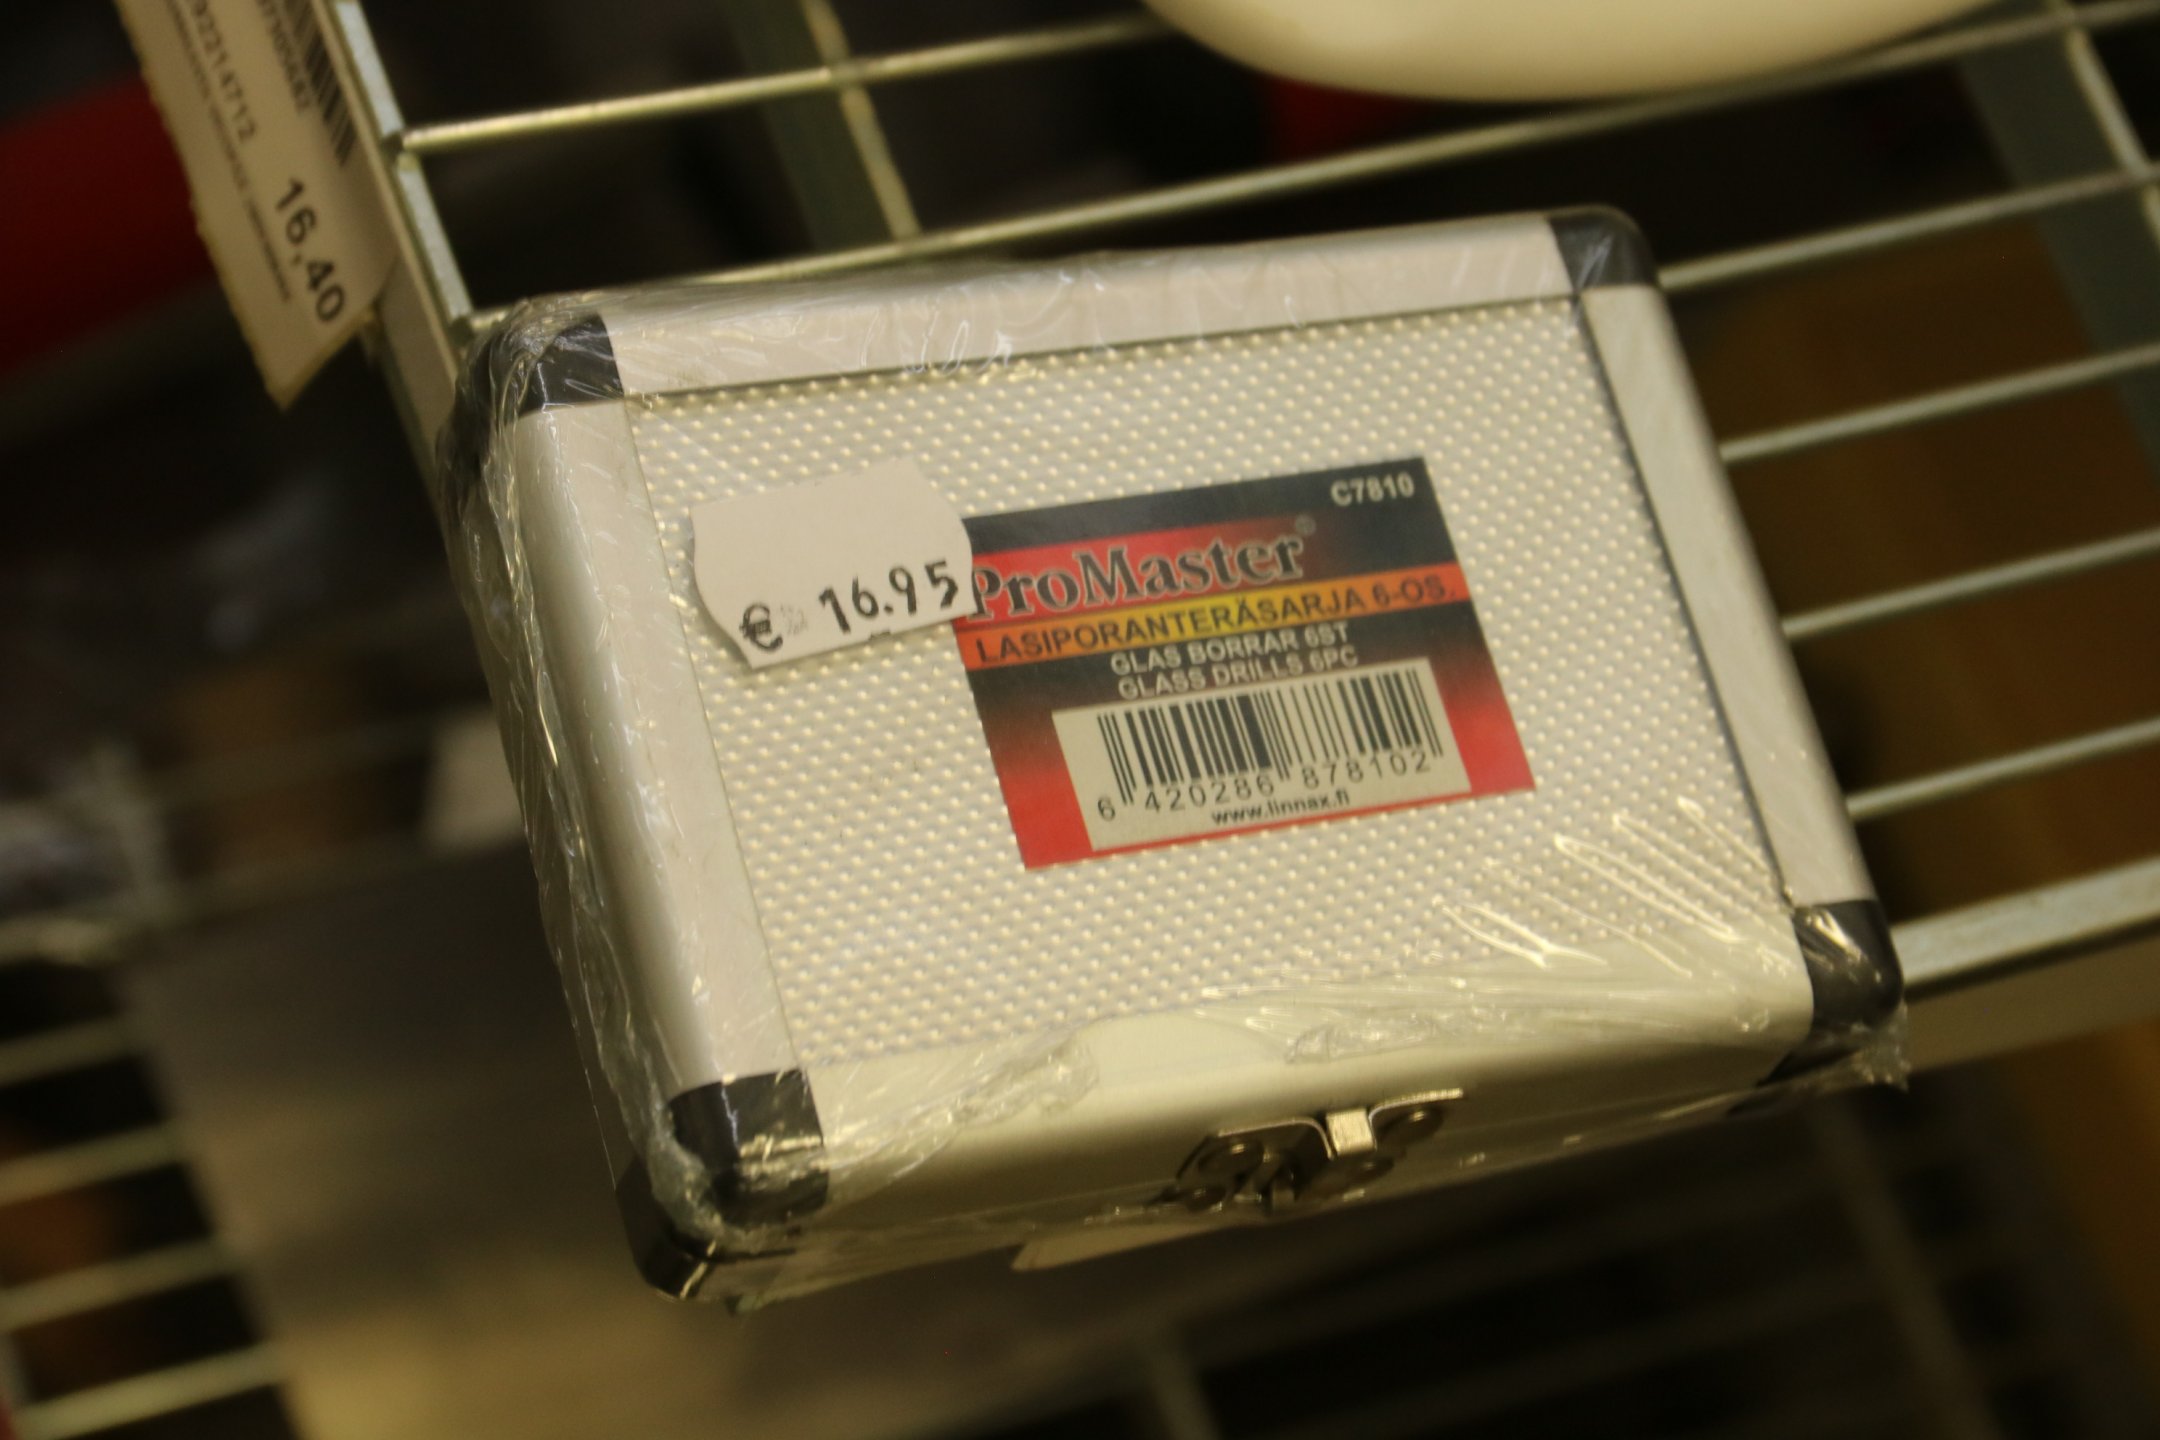 932214712
16,40
€ 16.95
C7810
ProMaster®
LASIPORANTERÄSARJA 6-OS.
GLAS BORRAR 6ST
GLASS DRILLS 6PC
6 420286 878102
www.linnax.fi